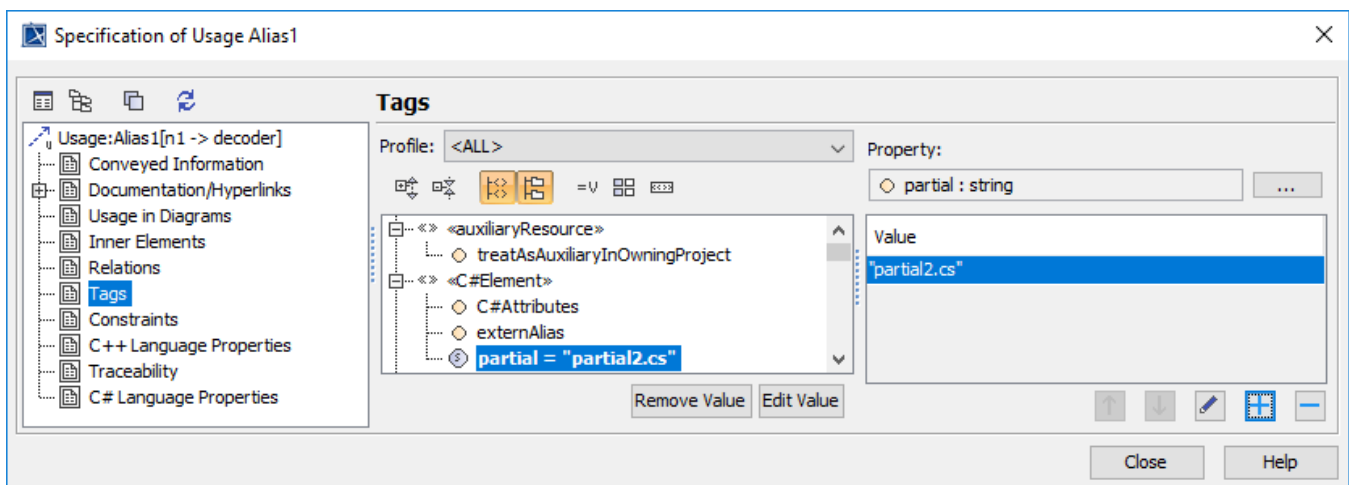 Specification of Usage Alias1
Tags
Usage:Alias1[n1 -> decoder]
Conveyed Information
Documentation/Hyperlinks
Usage in Diagrams
Inner Elements
Relations
Tags
Constraints
C++ Language Properties
Traceability
C# Language Properties
Profile: <ALL>
=V
«» «auxiliaryResource»
treatAsAuxiliaryInOwningProject
«» «C#Element»
C#Attributes
externAlias
partial = "partial2.cs"
Remove Value Edit Value
Property:
partial : string ...
Value
"partial2.cs"
Close Help